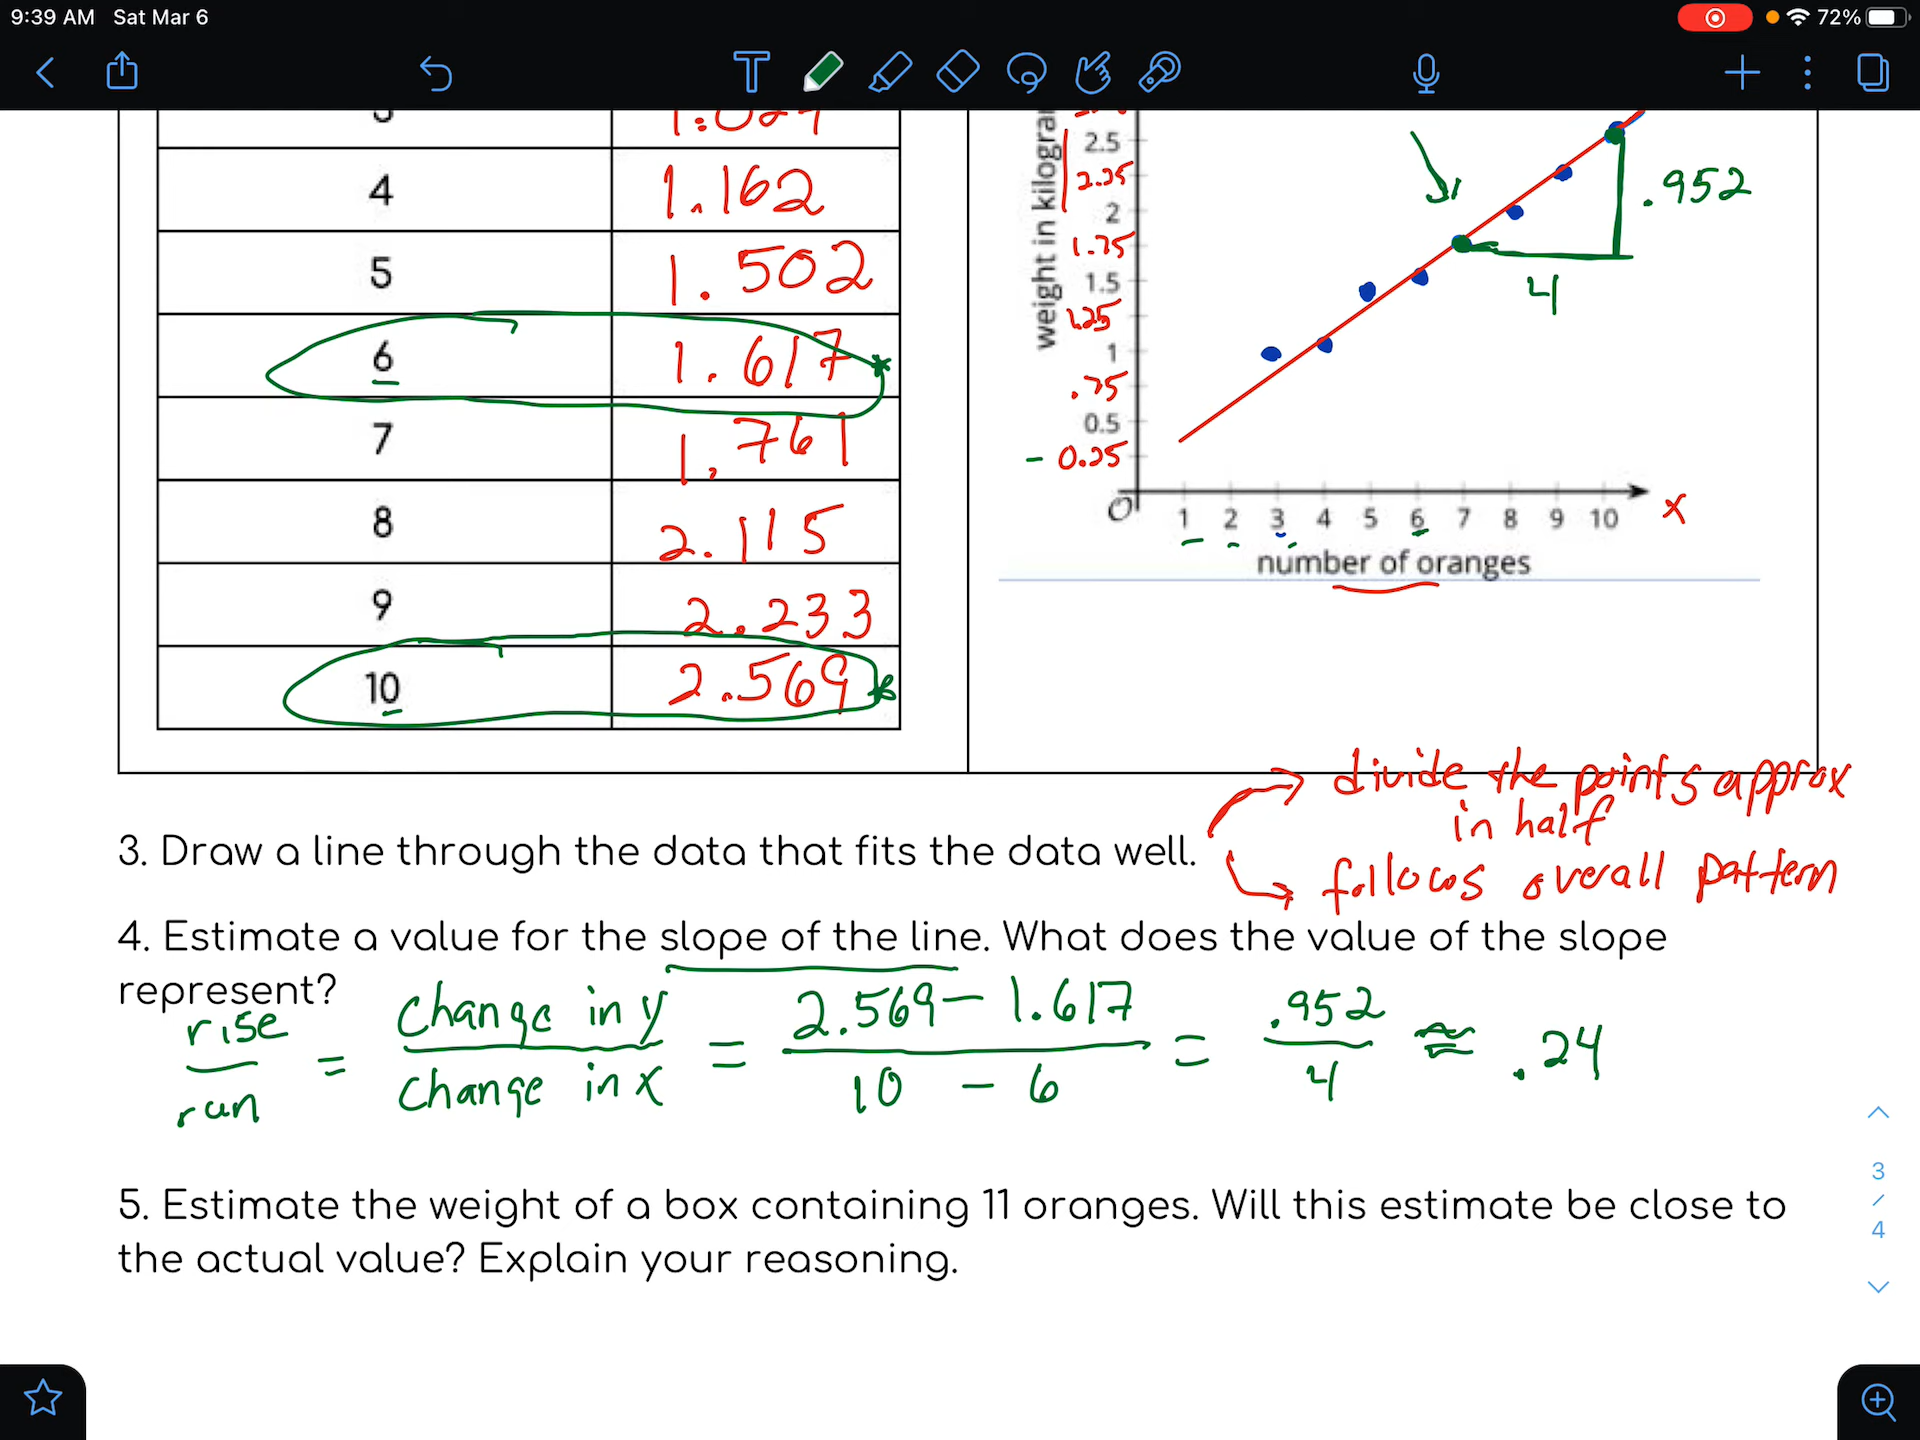 9:39 AM Sat Mar 6
72%
4 1.162
5 1.502
6 1.617
7 1.761
8 2.115
9 2.233
10 2.569
weight in kilogra
2.5
2.25
2
1.75
1.5
1.25
1
.75
0.5
- 0.25
0
1 2 3 4 5 6 7 8 9 10 x
number of oranges
.952
4
divide the points approx
in half
3. Draw a line through the data that fits the data well.
follows overall pattern
4. Estimate a value for the slope of the line. What does the value of the slope
represent?
rise/run = change in y/change in x = 2.569 - 1.617/10 - 6 = .952/4 ≈ .24
5. Estimate the weight of a box containing 11 oranges. Will this estimate be close to
the actual value? Explain your reasoning.
3
/
4